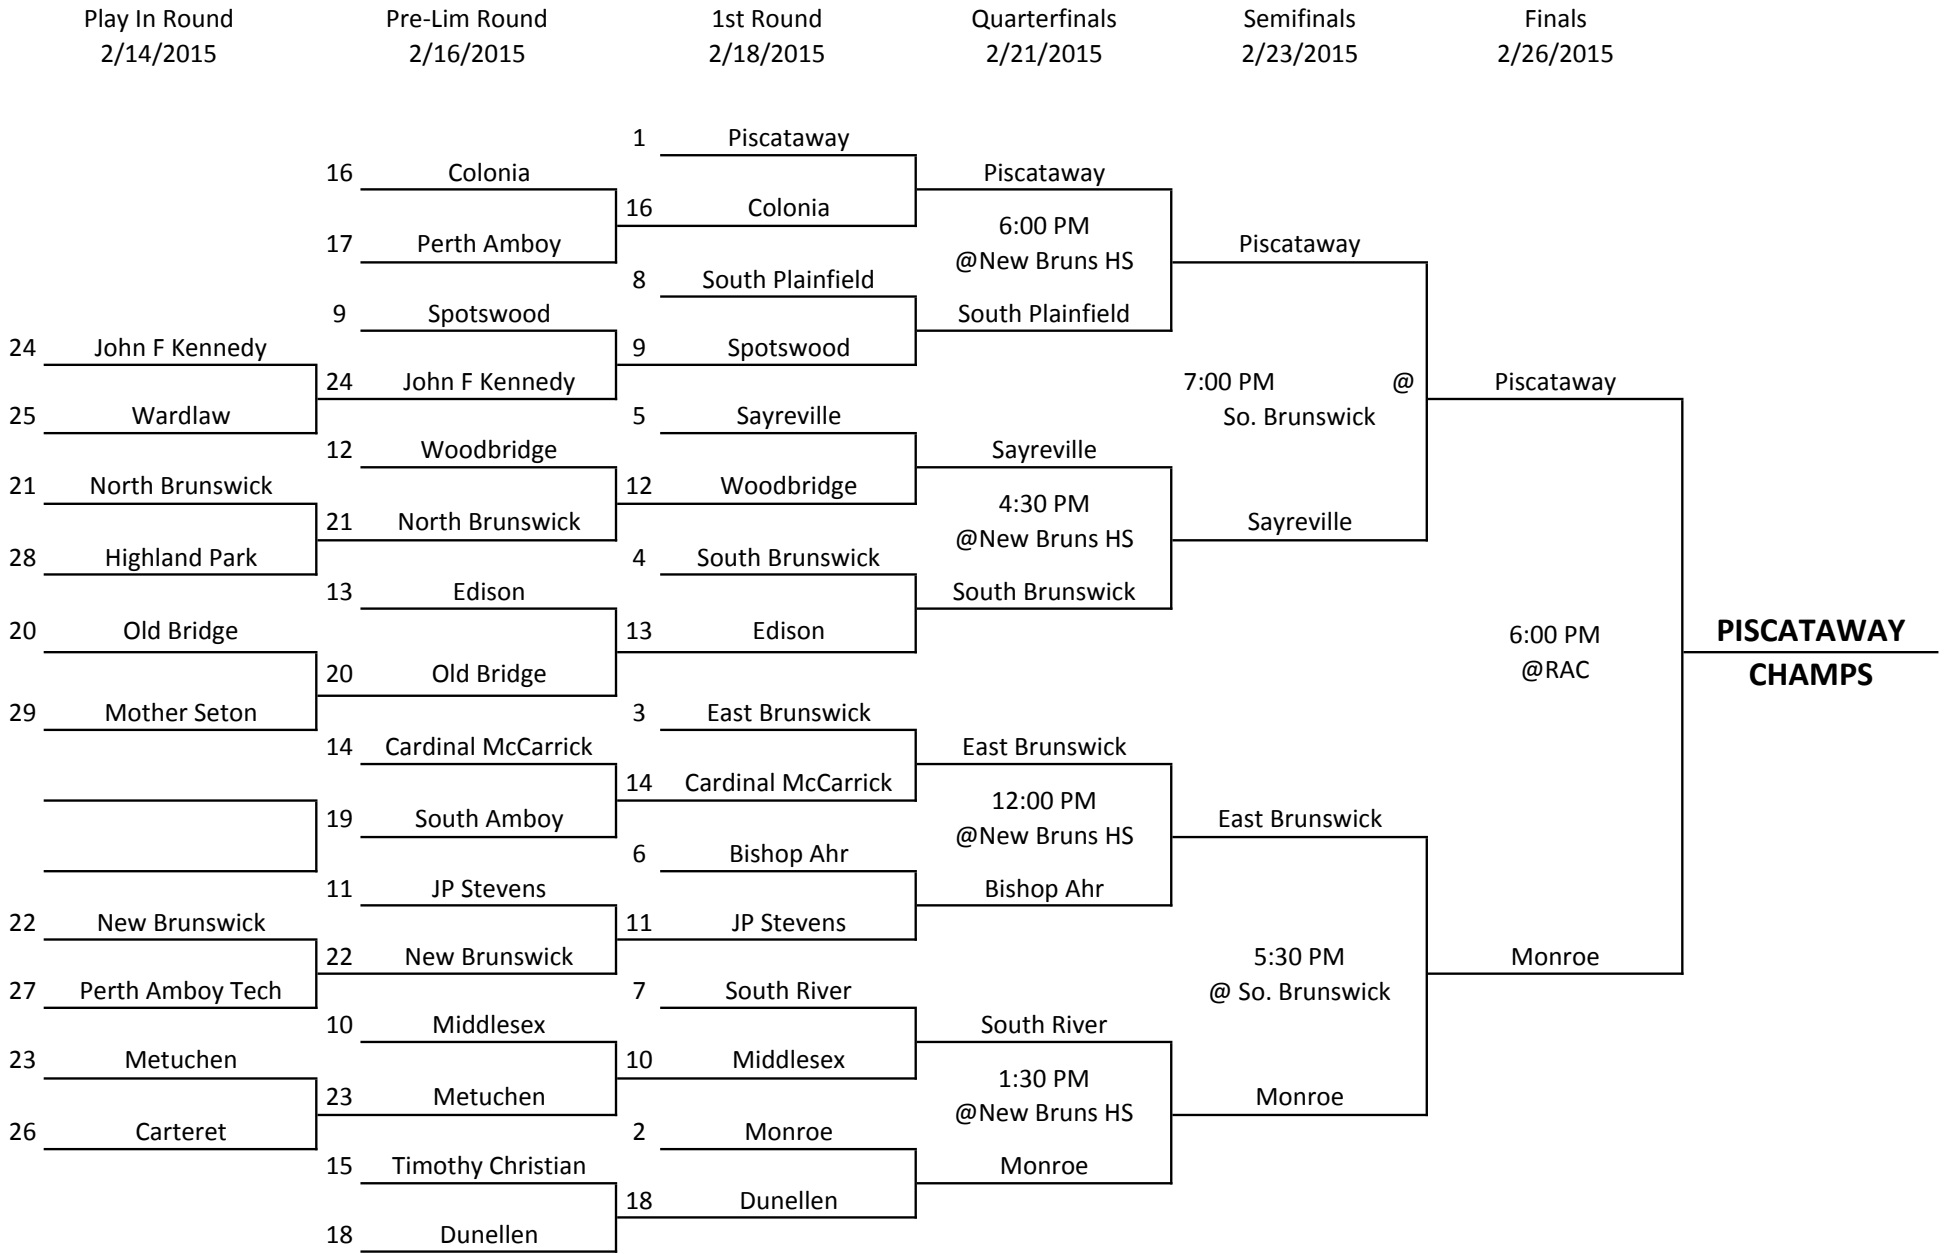 Play In Round
2/14/2015
Pre-Lim Round
2/16/2015
1st Round
2/18/2015
Quarterfinals
2/21/2015
Semifinals
2/23/2015
Finals
2/26/2015
24 John F Kennedy
25 Wardlaw
21 North Brunswick
28 Highland Park
20 Old Bridge
29 Mother Seton
22 New Brunswick
27 Perth Amboy Tech
23 Metuchen
26 Carteret
16 Colonia
17 Perth Amboy
9 Spotswood
24 John F Kennedy
12 Woodbridge
21 North Brunswick
13 Edison
20 Old Bridge
14 Cardinal McCarrick
19 South Amboy
11 JP Stevens
22 New Brunswick
10 Middlesex
23 Metuchen
15 Timothy Christian
18 Dunellen
1 Piscataway
16 Colonia
8 South Plainfield
9 Spotswood
5 Sayreville
12 Woodbridge
4 South Brunswick
13 Edison
3 East Brunswick
14 Cardinal McCarrick
6 Bishop Ahr
11 JP Stevens
7 South River
10 Middlesex
2 Monroe
18 Dunellen
Piscataway
6:00 PM
@New Bruns HS
South Plainfield
Sayreville
4:30 PM
@New Bruns HS
South Brunswick
East Brunswick
12:00 PM
@New Bruns HS
Bishop Ahr
South River
1:30 PM
@New Bruns HS
Monroe
Piscataway
7:00 PM @
So. Brunswick
Sayreville
East Brunswick
5:30 PM
@ So. Brunswick
Monroe
Piscataway
6:00 PM
@RAC
Monroe
PISCATAWAY
CHAMPS